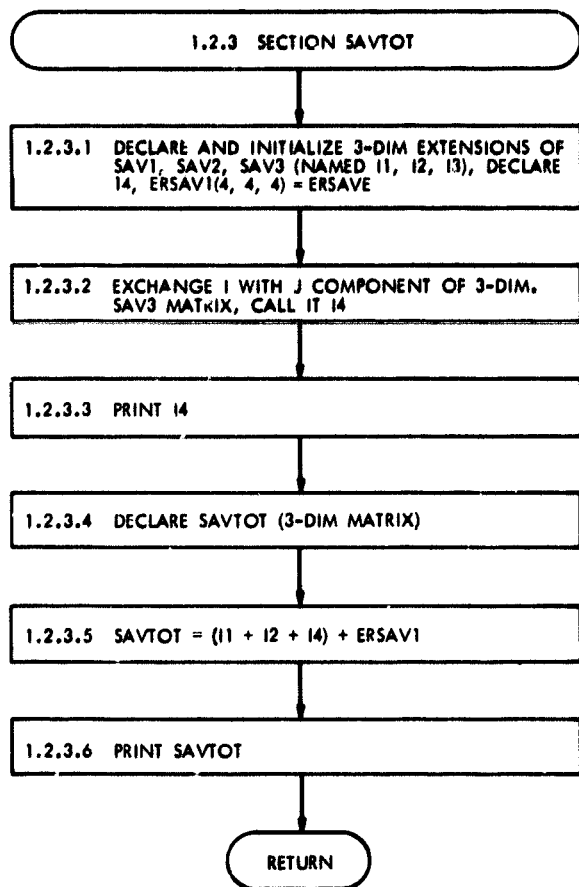 1.2.3 SECTION SAVTOT
1.2.3.1 DECLARE AND INITIALIZE 3-DIM EXTENSIONS OF
SAV1, SAV2, SAV3 (NAMED I1, I2, I3), DECLARE
I4, ERSAV1(4, 4, 4) = ERSAVE
1.2.3.2 EXCHANGE I WITH J COMPONENT OF 3-DIM.
SAV3 MATRIX, CALL IT I4
1.2.3.3 PRINT I4
1.2.3.4 DECLARE SAVTOT (3-DIM MATRIX)
1.2.3.5 SAVTOT = (I1 + I2 + I4) + ERSAV1
1.2.3.6 PRINT SAVTOT
RETURN